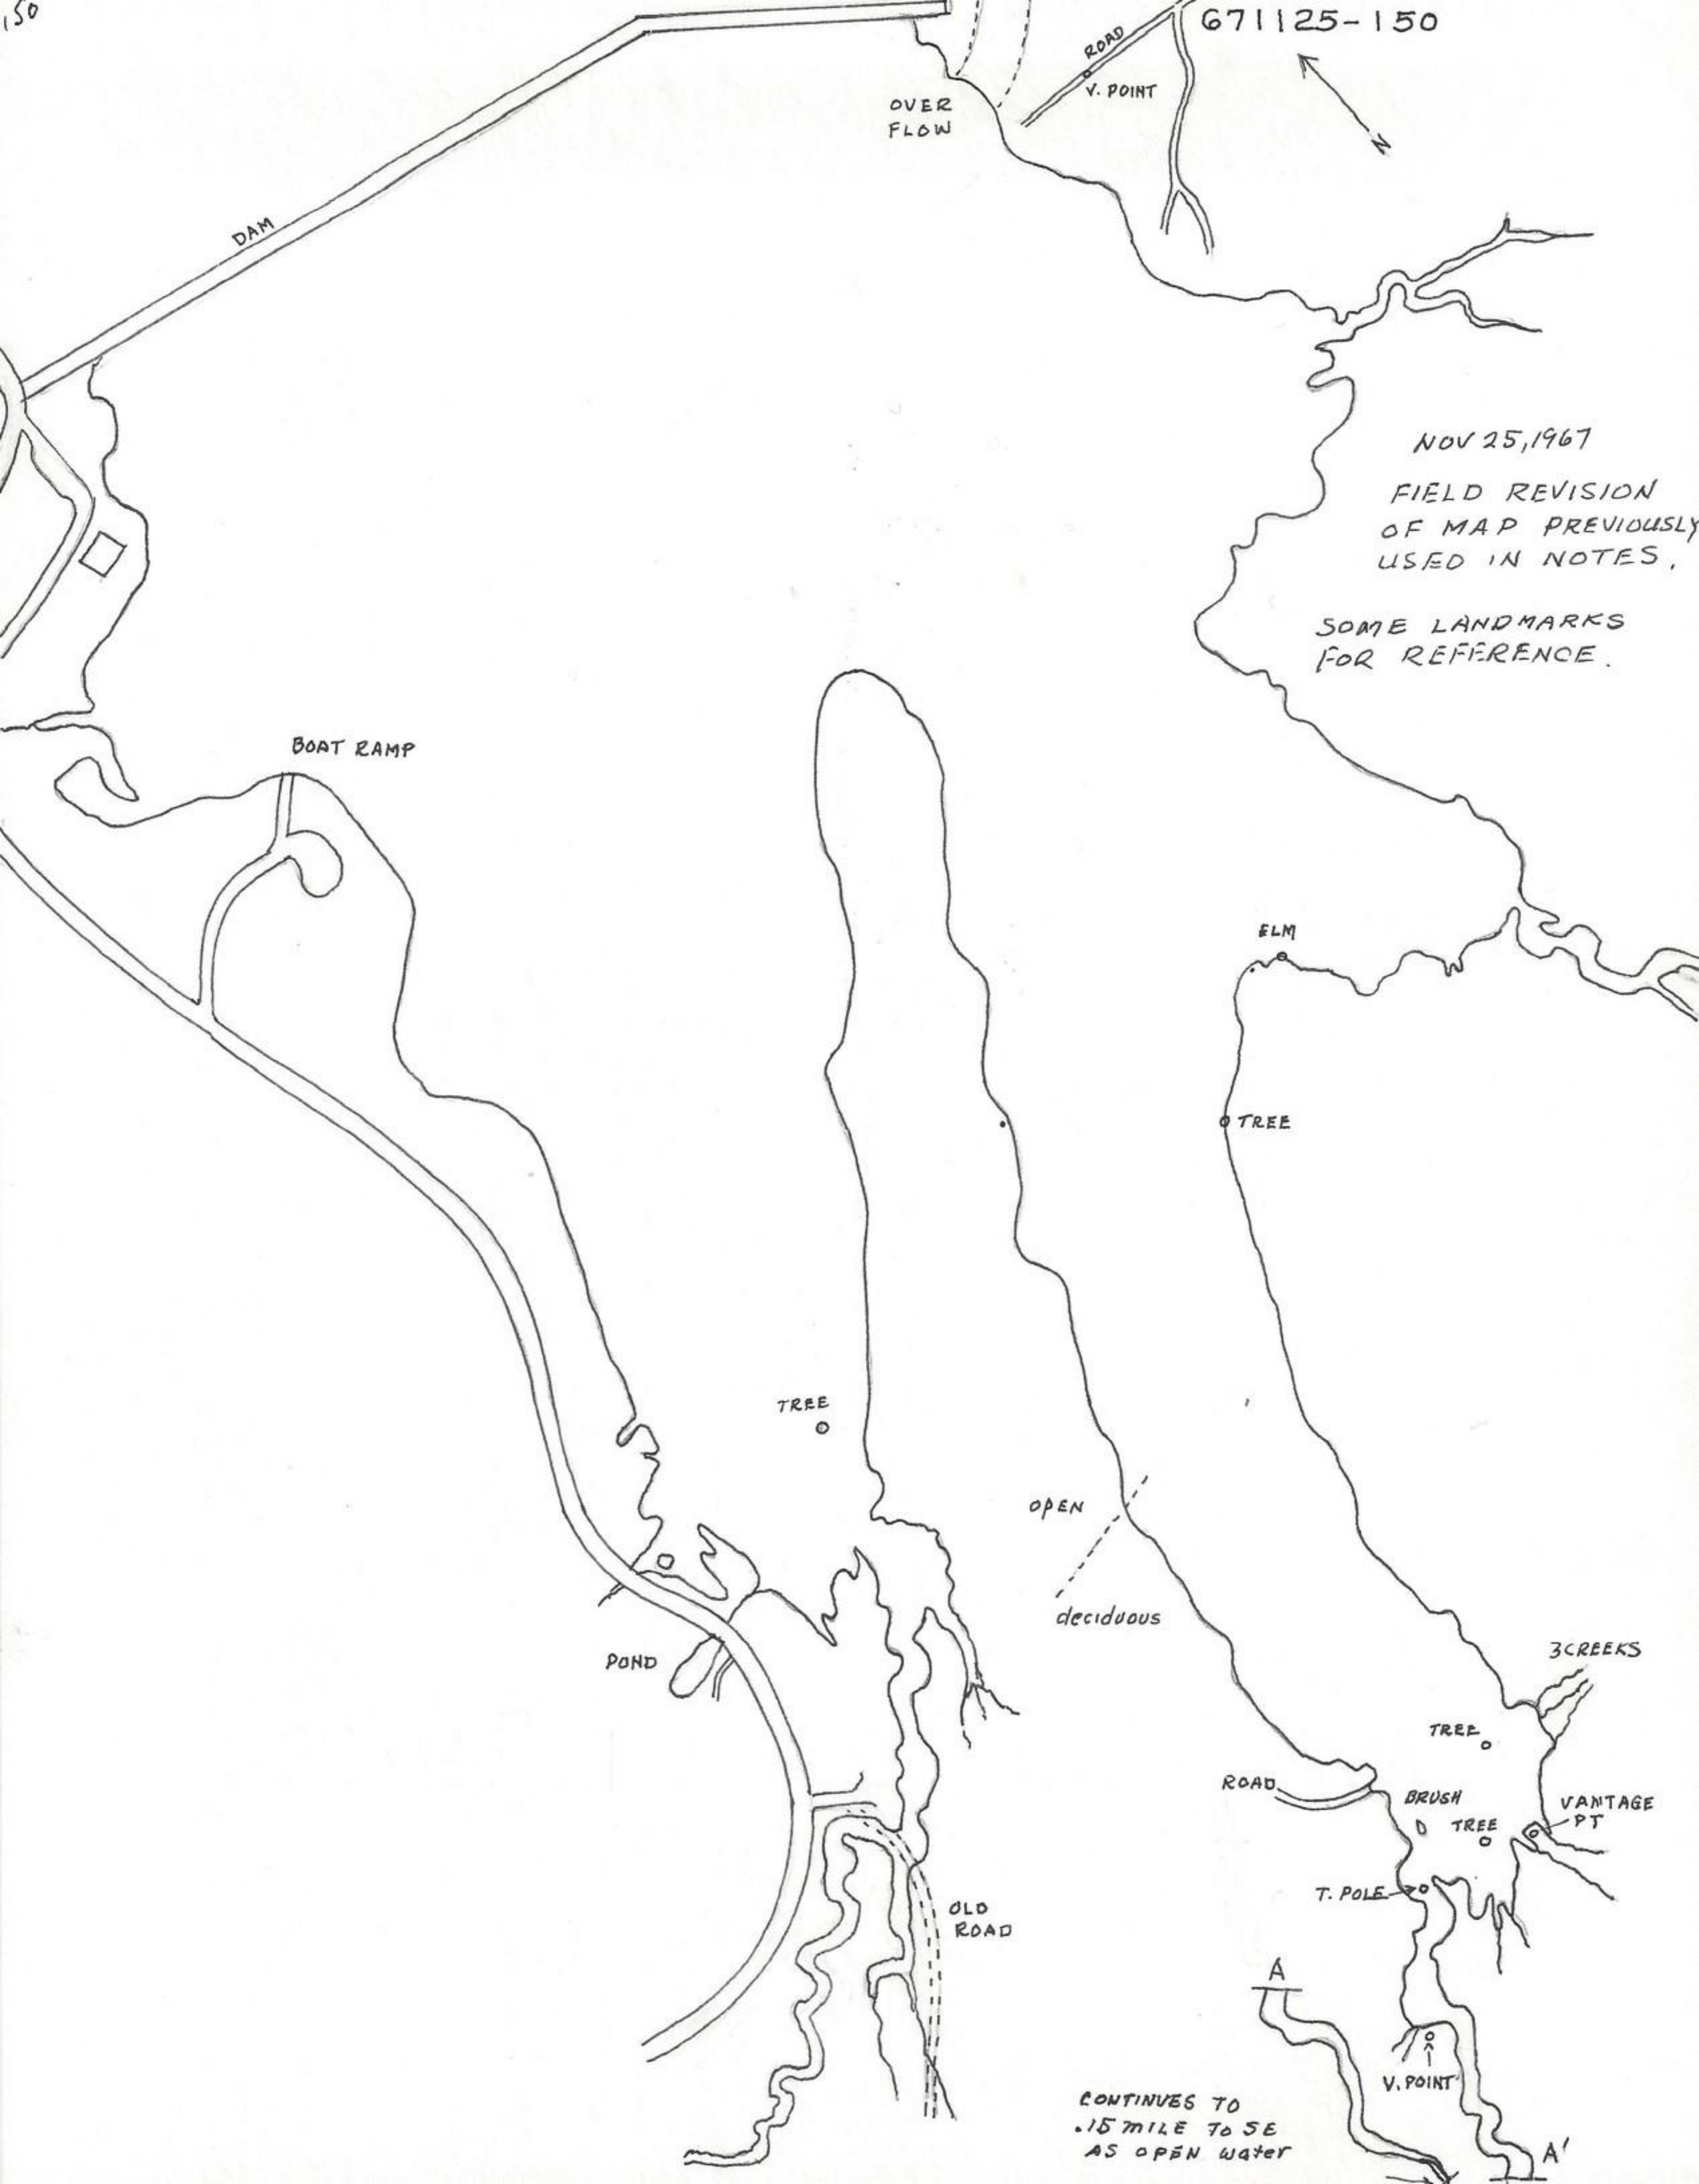 ,150
671125-150
ROAD
V. POINT
OVER
FLOW
N
DAM
NOV 25, 1967
FIELD REVISION
OF MAP PREVIOUSLY
USED IN NOTES.
SOME LANDMARKS
FOR REFERENCE.
BOAT RAMP
ELM
TREE
TREE
OPEN
deciduous
POND
3 CREEKS
TREE
ROAD
BRUSH
TREE
VANTAGE
PT
T. POLE
OLD
ROAD
A
V. POINT
CONTINUES TO
.15 MILE TO SE
AS OPEN water
A'